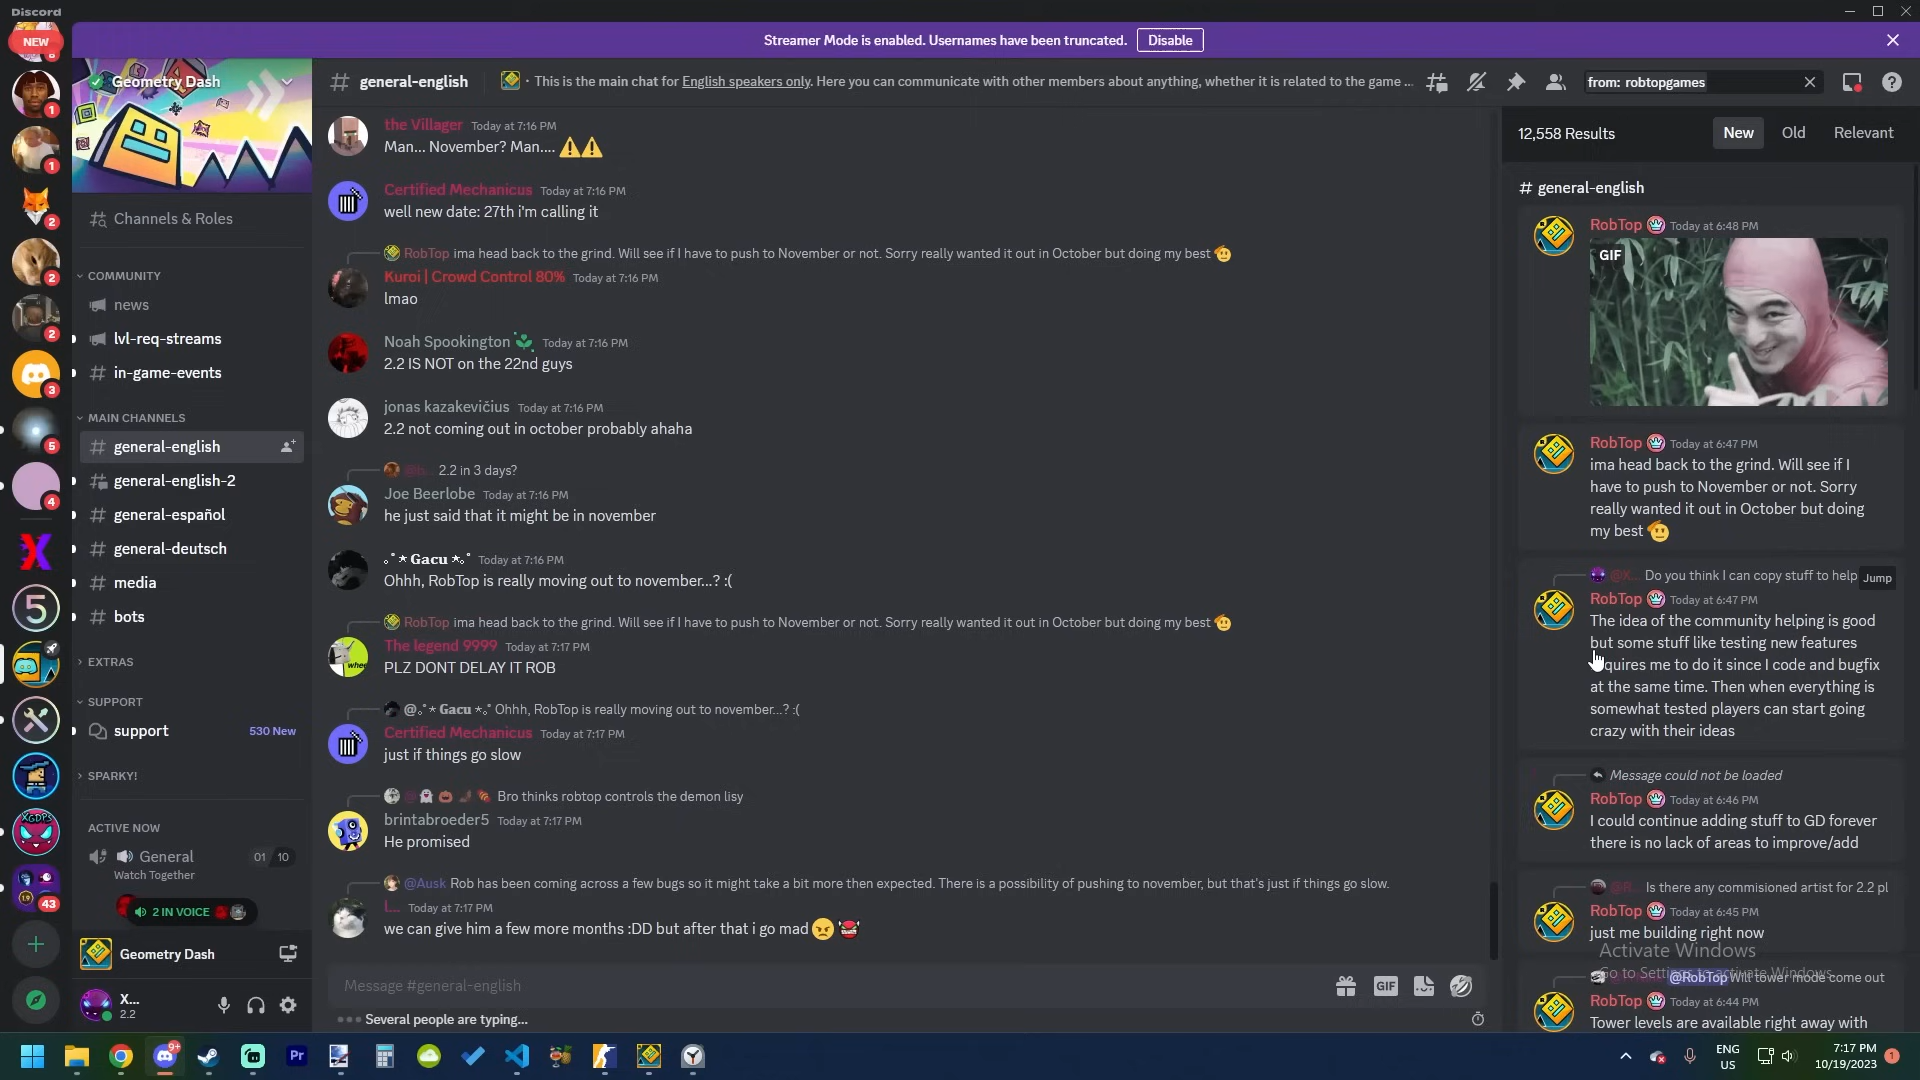 Discord
Streamer Mode is enabled. Usernames have been truncated.
Disable
NEW
8
1
1
2
2
2
3
5
4
5
XGDPS
1.9
43
Geometry Dash
Channels & Roles
COMMUNITY
news
lvl-req-streams
in-game-events
MAIN CHANNELS
general-english
general-english-2
general-español
general-deutsch
media
bots
EXTRAS
SUPPORT
support
530 New
SPARKY!
ACTIVE NOW
General
01 10
Watch Together
2 IN VOICE
Geometry Dash
X...
2.2
general-english
This is the main chat for English speakers only. Here you can communicate with other members about anything, whether it is related to the game ...
the Villager Today at 7:16 PM
Man... November? Man.... ⚠⚠
Certified Mechanicus Today at 7:16 PM
well new date: 27th i'm calling it
RobTop ima head back to the grind. Will see if I have to push to November or not. Sorry really wanted it out in October but doing my best 🫡
Kuroi | Crowd Control 80% Today at 7:16 PM
lmao
Noah Spookington Today at 7:16 PM
2.2 IS NOT on the 22nd guys
jonas kazakevičius Today at 7:16 PM
2.2 not coming out in october probably ahaha
2.2 in 3 days?
Joe Beerlobe Today at 7:16 PM
he just said that it might be in november
｡ﾟ⋆ Gacu ⋆｡ﾟ Today at 7:16 PM
Ohhh, RobTop is really moving out to november...? :(
RobTop ima head back to the grind. Will see if I have to push to November or not. Sorry really wanted it out in October but doing my best 🫡
The legend 9999 Today at 7:17 PM
PLZ DONT DELAY IT ROB
@｡ﾟ⋆ Gacu ⋆｡ﾟ Ohhh, RobTop is really moving out to november...? :(
Certified Mechanicus Today at 7:17 PM
just if things go slow
Bro thinks robtop controls the demon lisy
brintabroeder5 Today at 7:17 PM
He promised
@Ausk Rob has been coming across a few bugs so it might take a bit more then expected. There is a possibility of pushing to november, but that's just if things go slow.
Today at 7:17 PM
we can give him a few more months :DD but after that i go mad 😠 👹
Message #general-english
GIF
Several people are typing...
from: robtopgames
12,558 Results
New
Old
Relevant
# general-english
RobTop Today at 6:48 PM
GIF
RobTop Today at 6:47 PM
ima head back to the grind. Will see if I
have to push to November or not. Sorry
really wanted it out in October but doing
my best 🫡
@X... Do you think I can copy stuff to help
Jump
RobTop Today at 6:47 PM
The idea of the community helping is good
but some stuff like testing new features
requires me to do it since I code and bugfix
at the same time. Then when everything is
somewhat tested players can start going
crazy with their ideas
Message could not be loaded
RobTop Today at 6:46 PM
I could continue adding stuff to GD forever
there is no lack of areas to improve/add
Is there any commisioned artist for 2.2 pl
RobTop Today at 6:45 PM
just me building right now
Activate Windows
Go to Settings to activate Windows.
@RobTop Will tower mode come out
RobTop Today at 6:44 PM
Tower levels are available right away with
9+
Pr
ENG
US
7:17 PM
10/19/2023
1